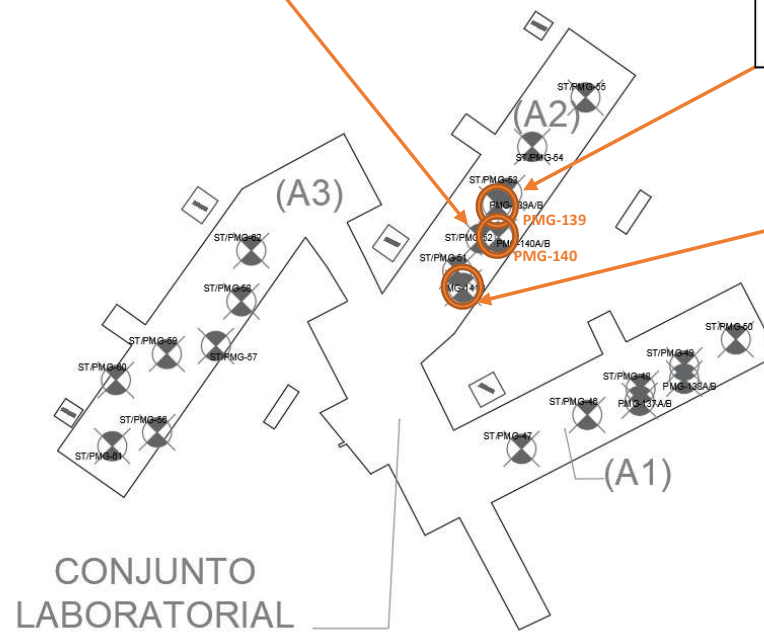 ST/PMG-55
(A2)
ST/PMG-54
ST/PMG-53
PMG-139A/B
PMG-139
(A3)
ST/PMG-62
ST/PMG-52
PMG-140A/B
PMG-140
ST/PMG-51
ST/PMG-58
ST/PMG-50
ST/PMG-59
ST/PMG-57
ST/PMG-49
ST/PMG-60
ST/PMG-48
PMG-138A/B
ST/PMG-46
PMG-137A/B
ST/PMG-56
ST/PMG-47
ST/PMG-61
(A1)
CONJUNTO
LABORATORIAL